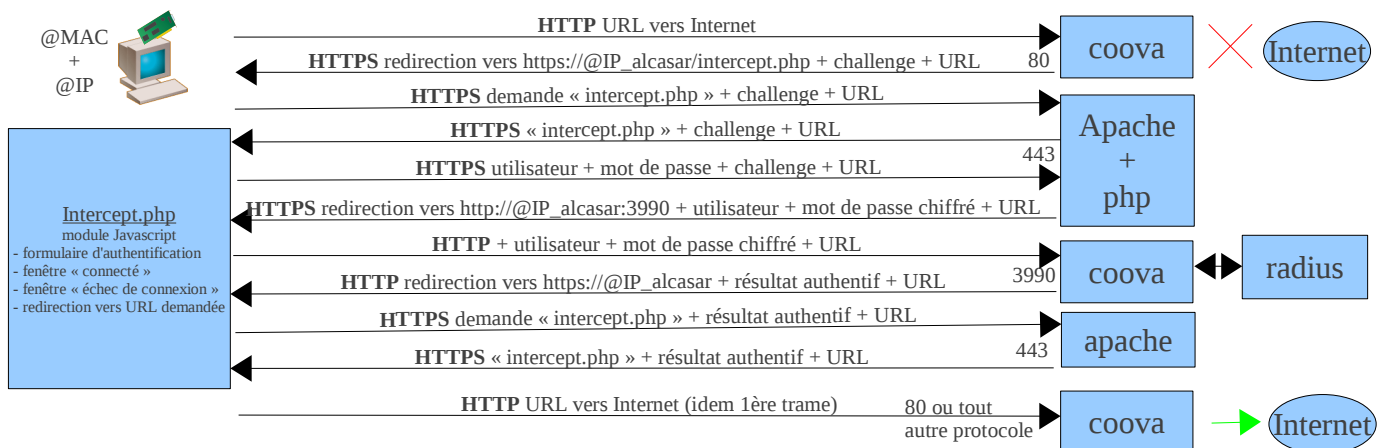 @MAC
+
@IP
HTTP URL vers Internet
coova
Internet
HTTPS redirection vers https://@IP_alcasar/intercept.php + challenge + URL
80
HTTPS demande « intercept.php » + challenge + URL
HTTPS « intercept.php » + challenge + URL
443
HTTPS utilisateur + mot de passe + challenge + URL
HTTPS redirection vers http://@IP_alcasar:3990 + utilisateur + mot de passe chiffré + URL
Apache
+
php
Intercept.php
module Javascript
- formulaire d'authentification
- fenêtre « connecté »
- fenêtre « échec de connexion »
- redirection vers URL demandée
HTTP + utilisateur + mot de passe chiffré + URL
HTTP redirection vers https://@IP_alcasar + résultat authentif + URL
3990
coova
radius
HTTPS demande « intercept.php » + résultat authentif + URL
HTTPS « intercept.php » + résultat authentif + URL
443
apache
HTTP URL vers Internet (idem 1ère trame)
80 ou tout
autre protocole
coova
Internet